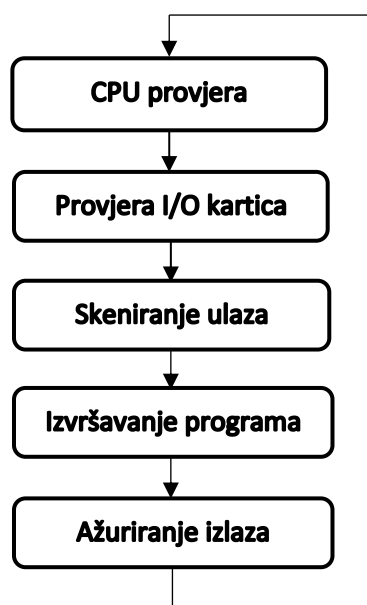 CPU provjera
Provjera I/O kartica
Skeniranje ulaza
Izvršavanje programa
Ažuriranje izlaza